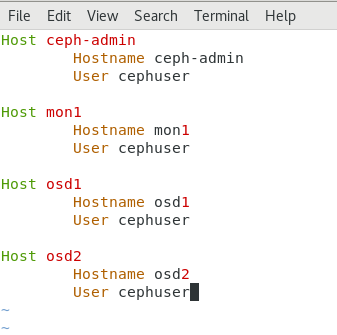 File Edit View Search Terminal Help
Host ceph-admin
Hostname ceph-admin
User cephuser
Host mon1
Hostname mon1
User cephuser
Host osd1
Hostname osd1
User cephuser
Host osd2
Hostname osd2
User cephuser
~
~